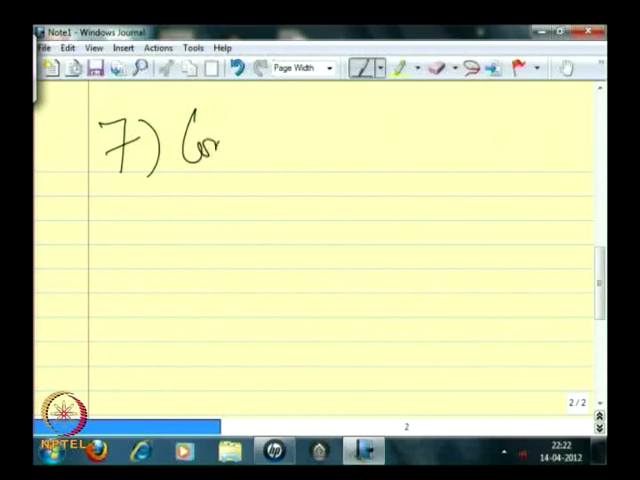 Note1 - Windows Journal
File Edit View Insert Actions Tools Help
Page Width
7) Con
2 / 2
2
NPTEL
22:22
14-04-2012